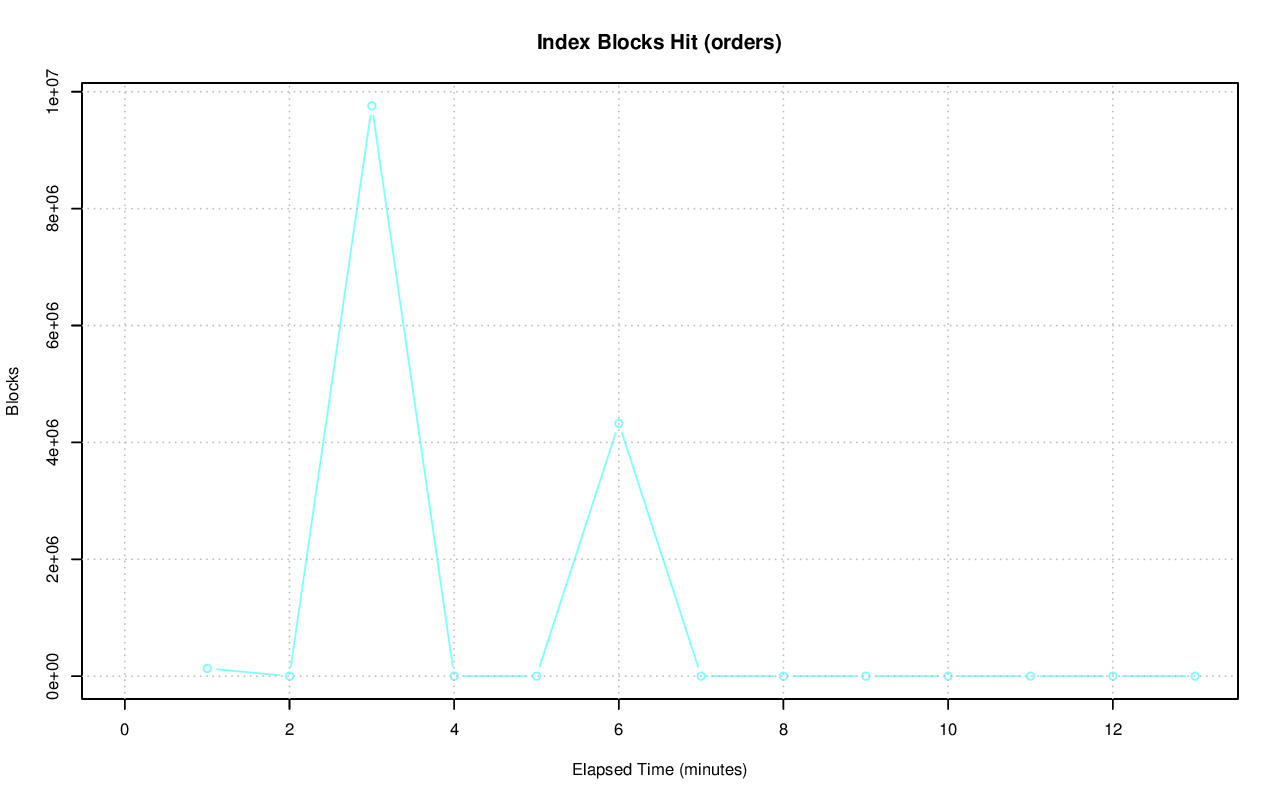 Index Blocks Hit (orders)
Blocks
1e+07
8e+06
6e+06
4e+06
2e+06
0e+00
0 2 4 6 8 10 12
Elapsed Time (minutes)